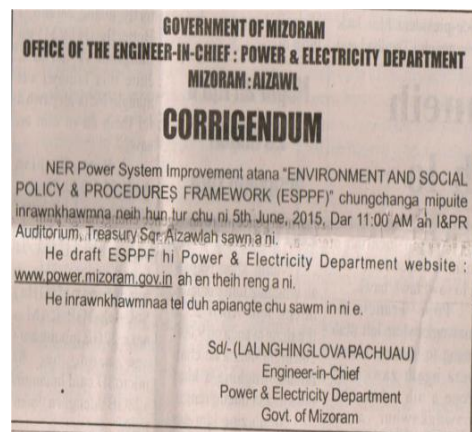 GOVERNMENT OF MIZORAM
OFFICE OF THE ENGINEER-IN-CHIEF : POWER & ELECTRICITY DEPARTMENT
MIZORAM : AIZAWL
CORRIGENDUM
NER Power System Improvement atana "ENVIRONMENT AND SOCIAL
POLICY & PROCEDURES FRAMEWORK (ESPPF)" chungchanga mipuite
inrawnkhawmna neih hun tur chu ni 5th June, 2015, Dar 11:00 AM ah I&PR
Auditorium, Treasury Sqr. Aizawlah sawn a ni.
He draft ESPPF hi Power & Electricity Department website :
www.power.mizoram.gov.in ah en theih reng a ni.
He inrawnkhawmnaa tel duh apiangte chu sawm in ni e.
Sd/- (LALNGHINGLOVA PACHUAU)
Engineer-in-Chief
Power & Electricity Department
Govt. of Mizoram